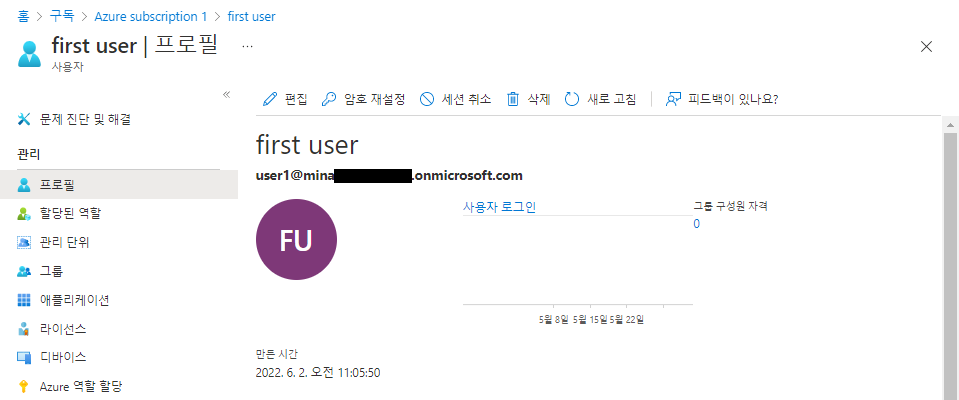 홈 > 구독 > Azure subscription 1 > first user
first user | 프로필 ...
사용자
«
문제 진단 및 해결
관리
프로필
할당된 역할
관리 단위
그룹
애플리케이션
라이선스
디바이스
Azure 역할 할당
편집 암호 재설정 세션 취소 삭제 새로 고침 피드백이 있나요?
first user
user1@mina .onmicrosoft.com
FU
사용자 로그인
5월 8일 5월 15일 5월 22일
그룹 구성원 자격
0
만든 시간
2022. 6. 2. 오전 11:05:50